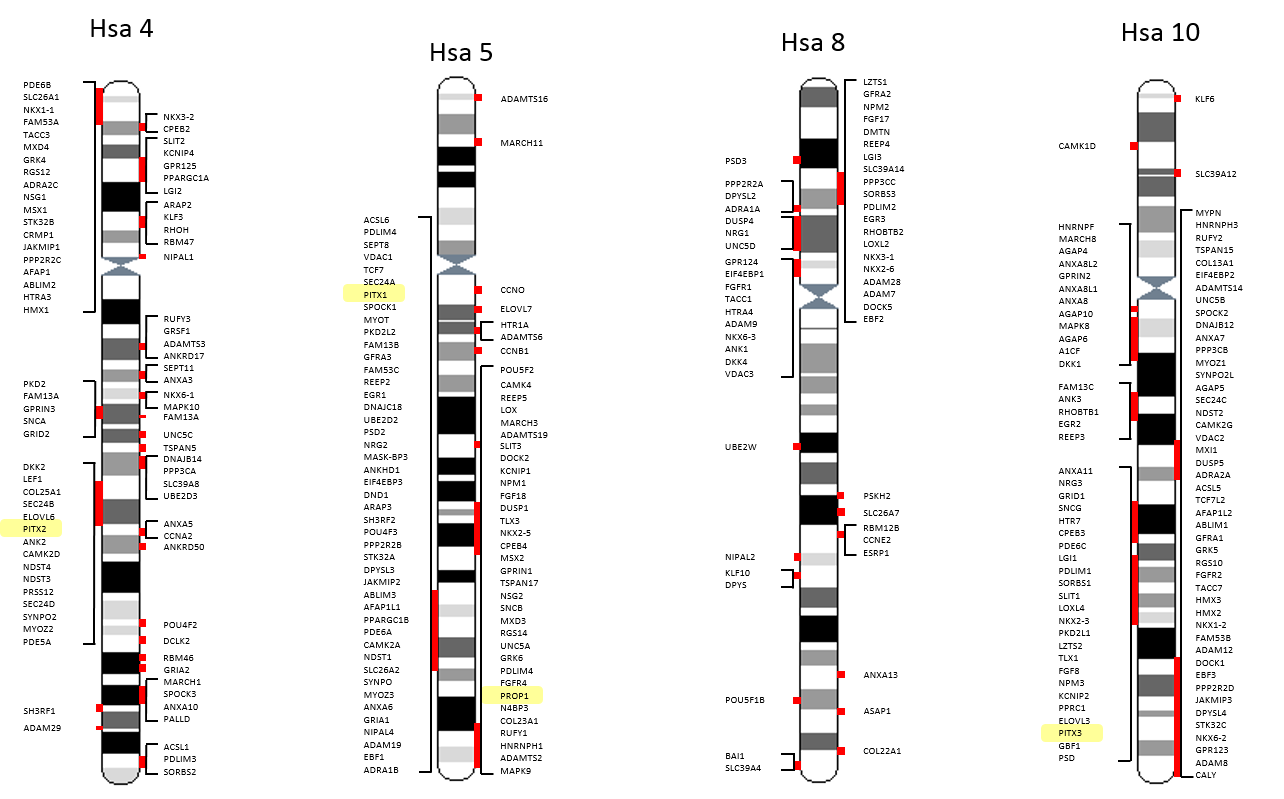 Hsa 4
PDE6B
SLC26A1
NKX1-1
FAM53A
TACC3
MXD4
GRK4
RGS12
ADRA2C
NSG1
MSX1
STK32B
CRMP1
JAKMIP1
PPP2R2C
AFAP1
ABLIM2
HTRA3
HMX1
PKD2
FAM13A
GPRIN3
SNCA
GRID2
DKK2
LEF1
COL25A1
SEC24B
ELOVL6
PITX2
ANK2
CAMK2D
NDST4
NDST3
PRSS12
SEC24D
SYNPO2
MYOZ2
PDE5A
SH3RF1
ADAM29
NKX3-2
CPEB2
SLIT2
KCNIP4
GPR125
PPARGC1A
LGI2
ARAP2
KLF3
RHOH
RBM47
NIPAL1
RUFY3
GRSF1
ADAMTS3
ANKRD17
SEPT11
ANXA3
NKX6-1
MAPK10
FAM13A
UNC5C
TSPAN5
DNAJB14
PPP3CA
SLC39A8
UBE2D3
ANXA5
CCNA2
ANKRD50
POU4F2
DCLK2
RBM46
GRIA2
MARCH1
SPOCK3
ANXA10
PALLD
ACSL1
PDLIM3
SORBS2
Hsa 5
ACSL6
PDLIM4
SEPT8
VDAC1
TCF7
SEC24A
PITX1
SPOCK1
MYOT
PKD2L2
FAM13B
GFRA3
FAM53C
REEP2
EGR1
DNAJC18
UBE2D2
PSD2
NRG2
MASK-BP3
ANKHD1
EIF4EBP3
DND1
ARAP3
SH3RF2
POU4F3
PPP2R2B
STK32A
DPYSL3
JAKMIP2
ABLIM3
AFAP1L1
PPARGC1B
PDE6A
CAMK2A
NDST1
SLC26A2
SYNPO
MYOZ3
ANXA6
GRIA1
NIPAL4
ADAM19
EBF1
ADRA1B
ADAMTS16
MARCH11
CCNO
ELOVL7
HTR1A
ADAMTS6
CCNB1
POU5F2
CAMK4
REEP5
LOX
MARCH3
ADAMTS19
SLIT3
DOCK2
KCNIP1
NPM1
FGF18
DUSP1
TLX3
NKX2-5
CPEB4
MSX2
GPRIN1
TSPAN17
NSG2
SNCB
MXD3
RGS14
UNC5A
GRK6
PDLIM4
FGFR4
PROP1
N4BP3
COL23A1
RUFY1
HNRNPH1
ADAMTS2
MAPK9
Hsa 8
PSD3
PPP2R2A
DPYSL2
ADRA1A
DUSP4
NRG1
UNC5D
GPR124
EIF4EBP1
FGFR1
TACC1
HTRA4
ADAM9
NKX6-3
ANK1
DKK4
VDAC3
UBE2W
NIPAL2
KLF10
DPYS
POU5F1B
BAI1
SLC39A4
LZTS1
GFRA2
NPM2
FGF17
DMTN
REEP4
LGI3
SLC39A14
PPP3CC
SORBS3
PDLIM2
EGR3
RHOBTB2
LOXL2
NKX3-1
NKX2-6
ADAM28
ADAM7
DOCK5
EBF2
PSKH2
SLC26A7
RBM12B
CCNE2
ESRP1
ANXA13
ASAP1
COL22A1
Hsa 10
CAMK1D
HNRNPF
MARCH8
AGAP4
ANXA8L2
GPRIN2
ANXA8L1
ANXA8
AGAP10
MAPK8
AGAP6
A1CF
DKK1
FAM13C
ANK3
RHOBTB1
EGR2
REEP3
ANXA11
NRG3
GRID1
SNCG
HTR7
CPEB3
PDE6C
LGI1
PDLIM1
SORBS1
SLIT1
LOXL4
NKX2-3
PKD2L1
LZTS2
TLX1
FGF8
NPM3
KCNIP2
PPRC1
ELOVL3
PITX3
GBF1
PSD
KLF6
SLC39A12
MYPN
HNRNPH3
RUFY2
TSPAN15
COL13A1
EIF4EBP2
ADAMTS14
UNC5B
SPOCK2
DNAJB12
ANXA7
PPP3CB
MYOZ1
SYNPO2L
AGAP5
SEC24C
NDST2
CAMK2G
VDAC2
MXI1
DUSP5
ADRA2A
ACSL5
TCF7L2
AFAP1L2
ABLIM1
GFRA1
GRK5
RGS10
FGFR2
TACC7
HMX3
HMX2
NKX1-2
FAM53B
ADAM12
DOCK1
EBF3
PPP2R2D
JAKMIP3
DPYSL4
STK32C
NKX6-2
GPR123
ADAM8
CALY